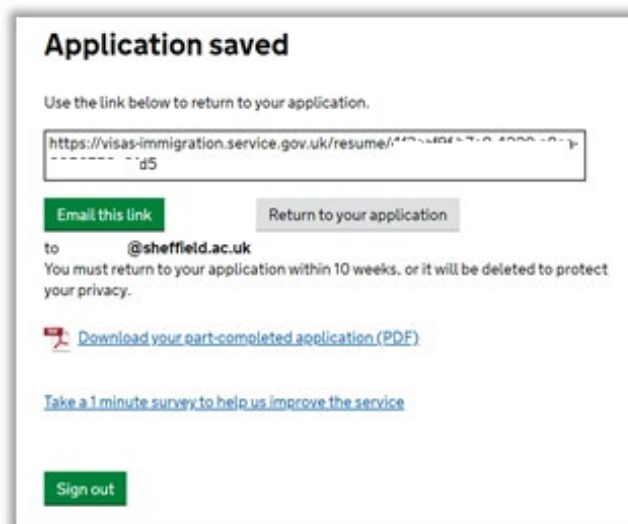 Application saved
Use the link below to return to your application.
https://visas-immigration.service.gov.uk/resume/
d5
Email this link
Return to your application
to @sheffield.ac.uk
You must return to your application within 10 weeks, or it will be deleted to protect
your privacy.
PDF
Download your part-completed application (PDF)
Take a 1 minute survey to help us improve the service
Sign out